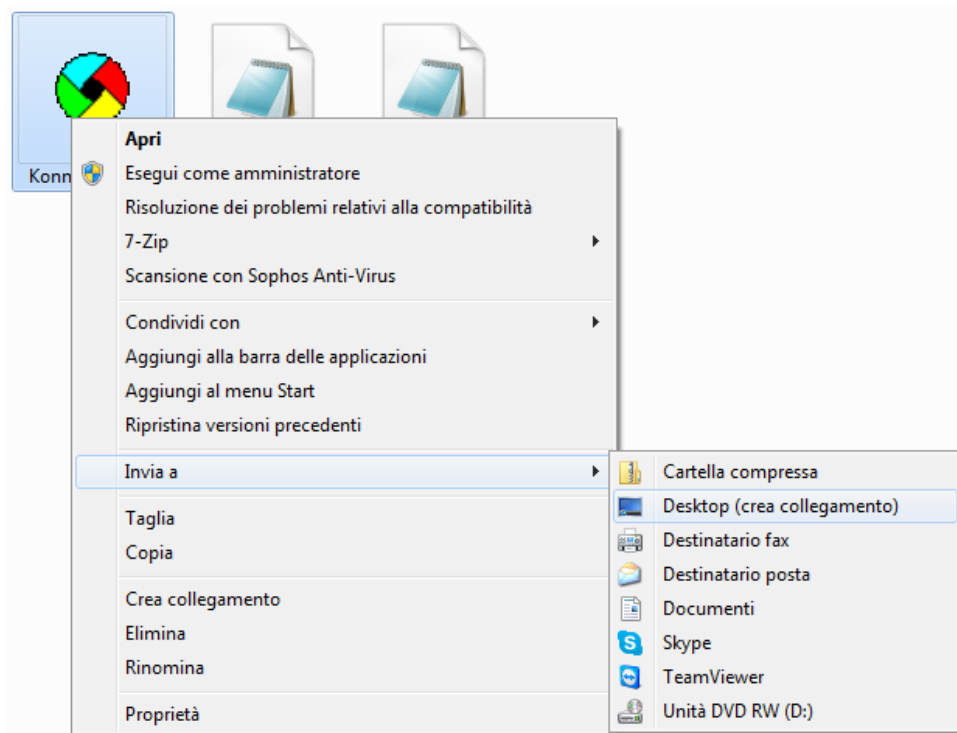 Konn
Apri
Esegui come amministratore
Risoluzione dei problemi relativi alla compatibilità
7-Zip
Scansione con Sophos Anti-Virus
Condividi con
Aggiungi alla barra delle applicazioni
Aggiungi al menu Start
Ripristina versioni precedenti
Invia a
Taglia
Copia
Crea collegamento
Elimina
Rinomina
Proprietà
Cartella compressa
Desktop (crea collegamento)
Destinatario fax
Destinatario posta
Documenti
Skype
TeamViewer
Unità DVD RW (D:)